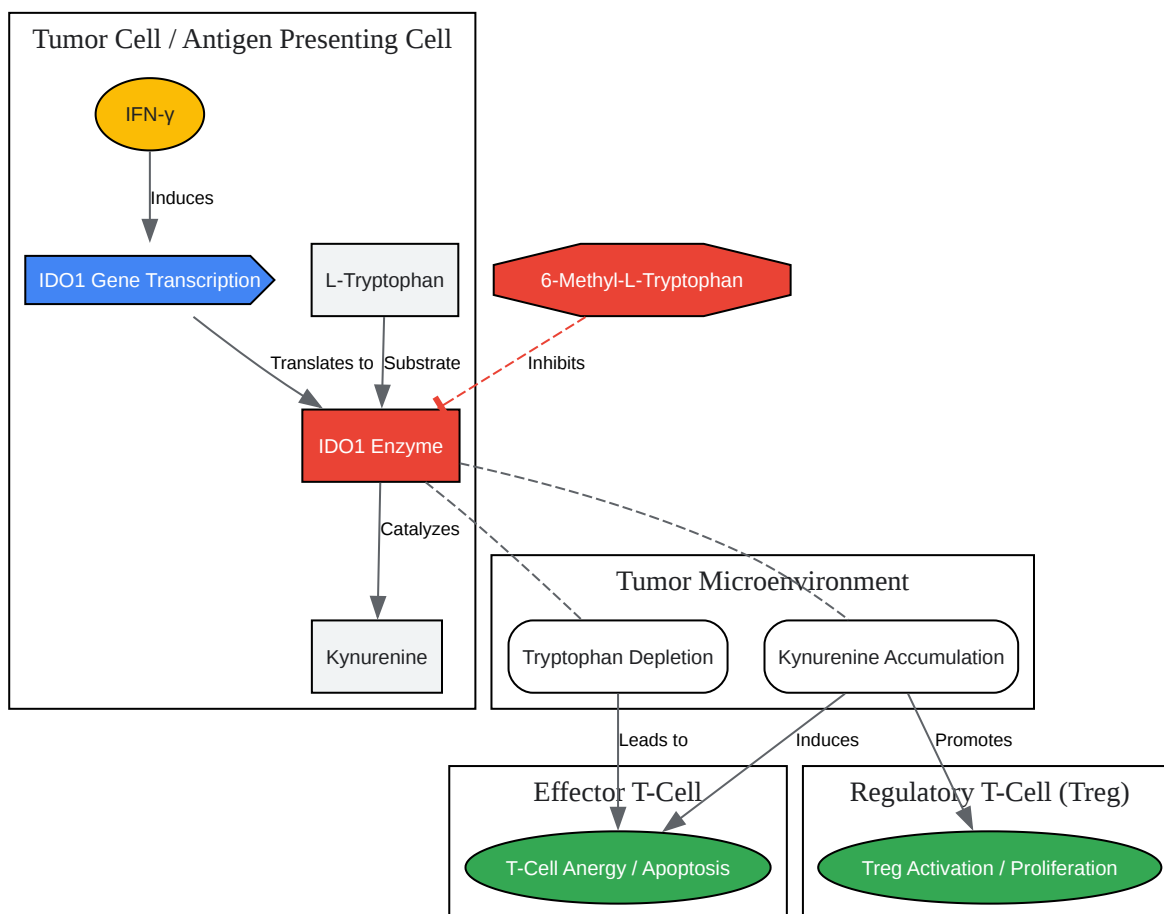 Tumor Cell / Antigen Presenting Cell
IFN-γ
Induces
IDO1 Gene Transcription
L-Tryptophan
6-Methyl-L-Tryptophan
Translates to
Substrate
Inhibits
IDO1 Enzyme
Catalyzes
Tumor Microenvironment
Kynurenine
Tryptophan Depletion
Kynurenine Accumulation
Leads to
Induces
Promotes
Effector T-Cell
Regulatory T-Cell (Treg)
T-Cell Anergy / Apoptosis
Treg Activation / Proliferation